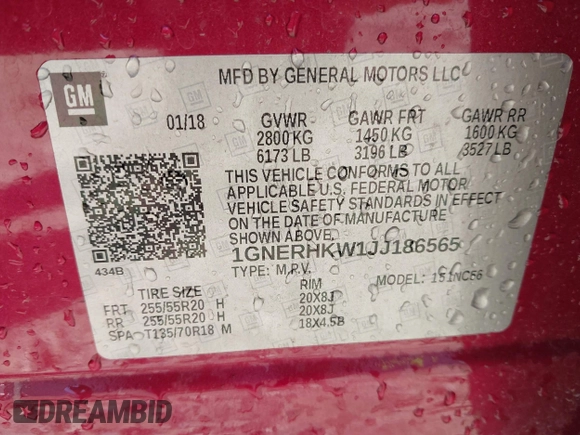 GM
MFD BY GENERAL MOTORS LLC
01/18 GVWR GAWR FRT GAWR RR
2800 KG 1450 KG 1600 KG
6173 LB 3196 LB 3527 LB
THIS VEHICLE CONFORMS TO ALL
APPLICABLE U.S. FEDERAL MOTOR
VEHICLE SAFETY STANDARDS IN EFFECT
ON THE DATE OF MANUFACTURE
SHOWN ABOVE.
434B
1GNERHKW1JJ186565
TYPE: M.P.V. MODEL: 151NC56
TIRE SIZE RIM
FRT 255/55R20 H 20X8J
RR 255/55R20 H 20X8J
SPA T135/70R18 M 18X4.5B
DREAMBID